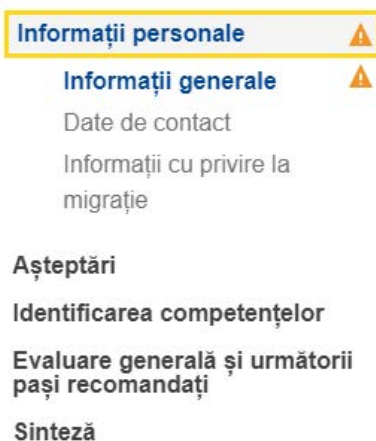 Informații personale
Informații generale
Date de contact
Informații cu privire la
migrație
Așteptări
Identificarea competențelor
Evaluare generală și următorii
pași recomandați
Sinteză